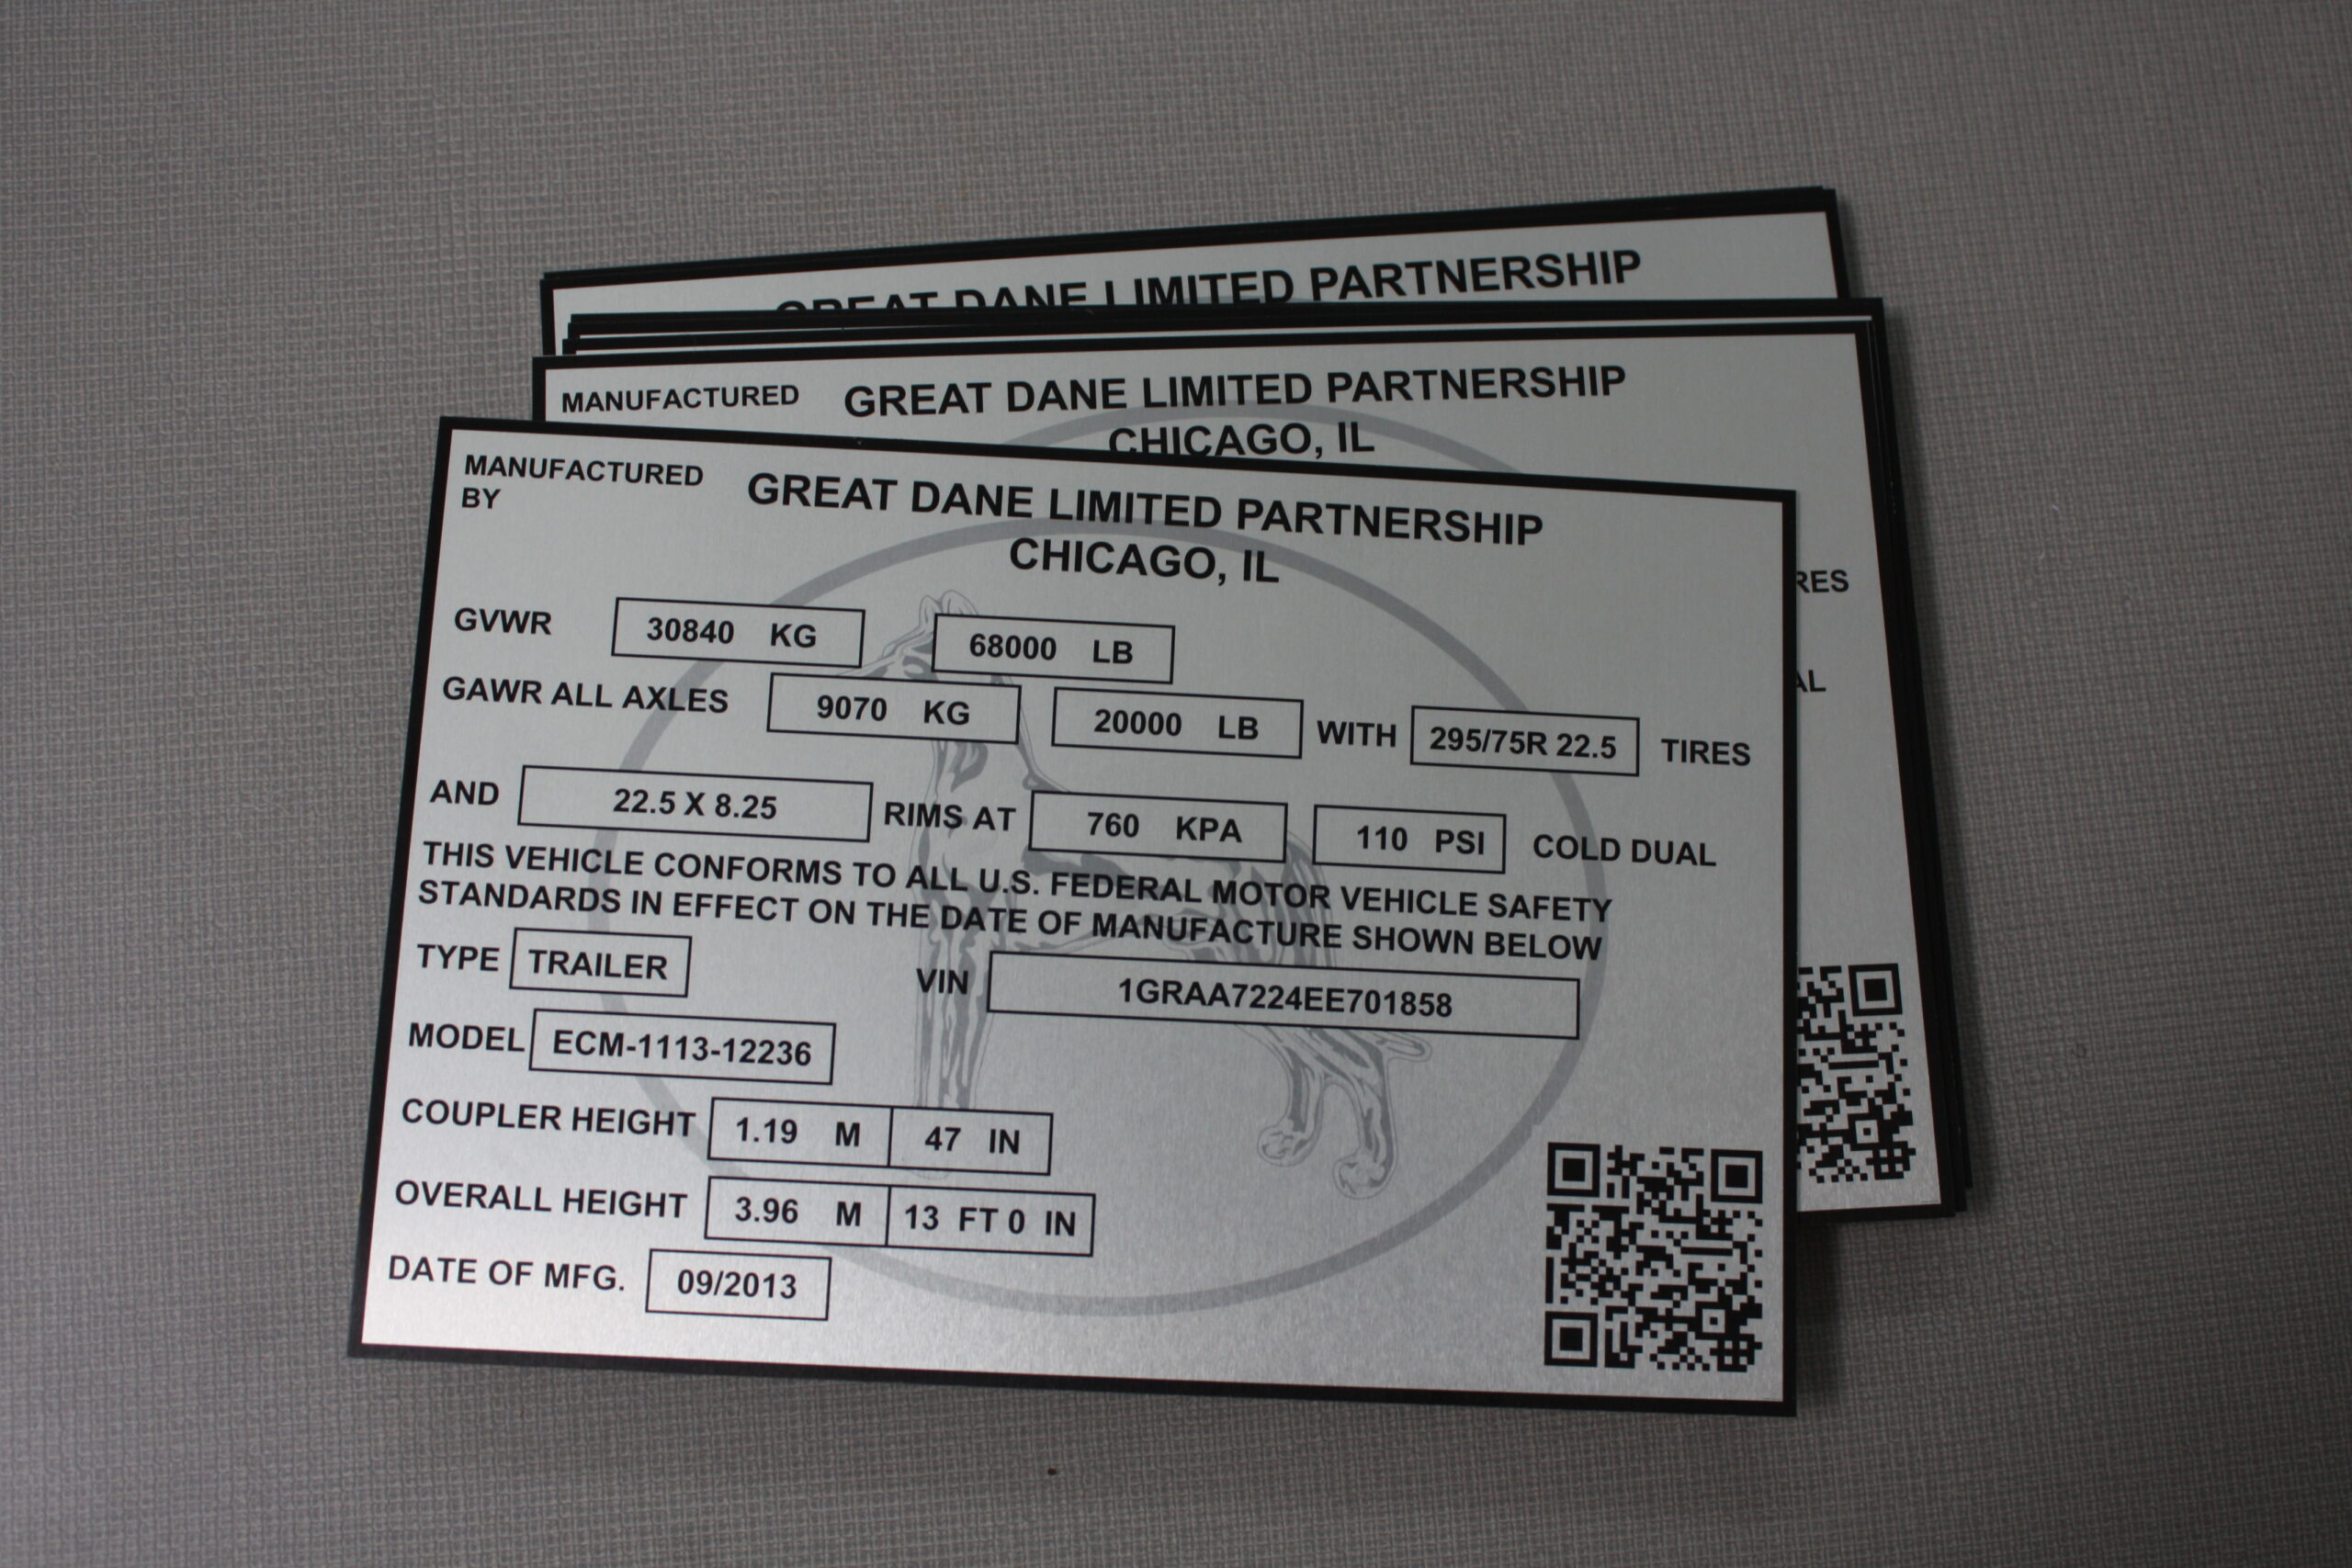 GREAT DANE LIMITED PARTNERSHIP
MANUFACTURED GREAT DANE LIMITED PARTNERSHIP
CHICAGO, IL
RES
AL
MANUFACTURED BY GREAT DANE LIMITED PARTNERSHIP
CHICAGO, IL
GVWR 30840 KG 68000 LB
GAWR ALL AXLES 9070 KG 20000 LB WITH 295/75R 22.5 TIRES
AND 22.5 X 8.25 RIMS AT 760 KPA 110 PSI COLD DUAL
THIS VEHICLE CONFORMS TO ALL U.S. FEDERAL MOTOR VEHICLE SAFETY
STANDARDS IN EFFECT ON THE DATE OF MANUFACTURE SHOWN BELOW
TYPE TRAILER VIN 1GRAA7224EE701858
MODEL ECM-1113-12236
COUPLER HEIGHT 1.19 M 47 IN
OVERALL HEIGHT 3.96 M 13 FT 0 IN
DATE OF MFG. 09/2013